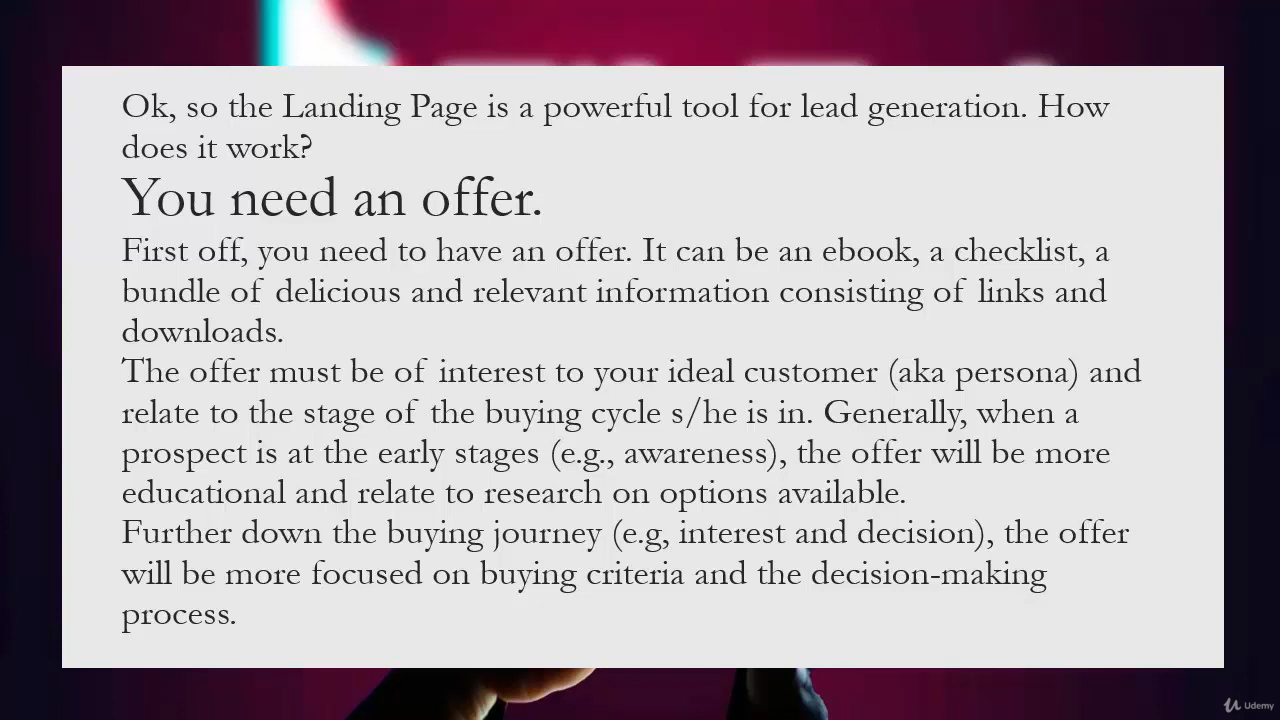 Ok, so the Landing Page is a powerful tool for lead generation. How
does it work?
You need an offer.
First off, you need to have an offer. It can be an ebook, a checklist, a
bundle of delicious and relevant information consisting of links and
downloads.
The offer must be of interest to your ideal customer (aka persona) and
relate to the stage of the buying cycle s/he is in. Generally, when a
prospect is at the early stages (e.g., awareness), the offer will be more
educational and relate to research on options available.
Further down the buying journey (e.g, interest and decision), the offer
will be more focused on buying criteria and the decision-making
process.
Udemy